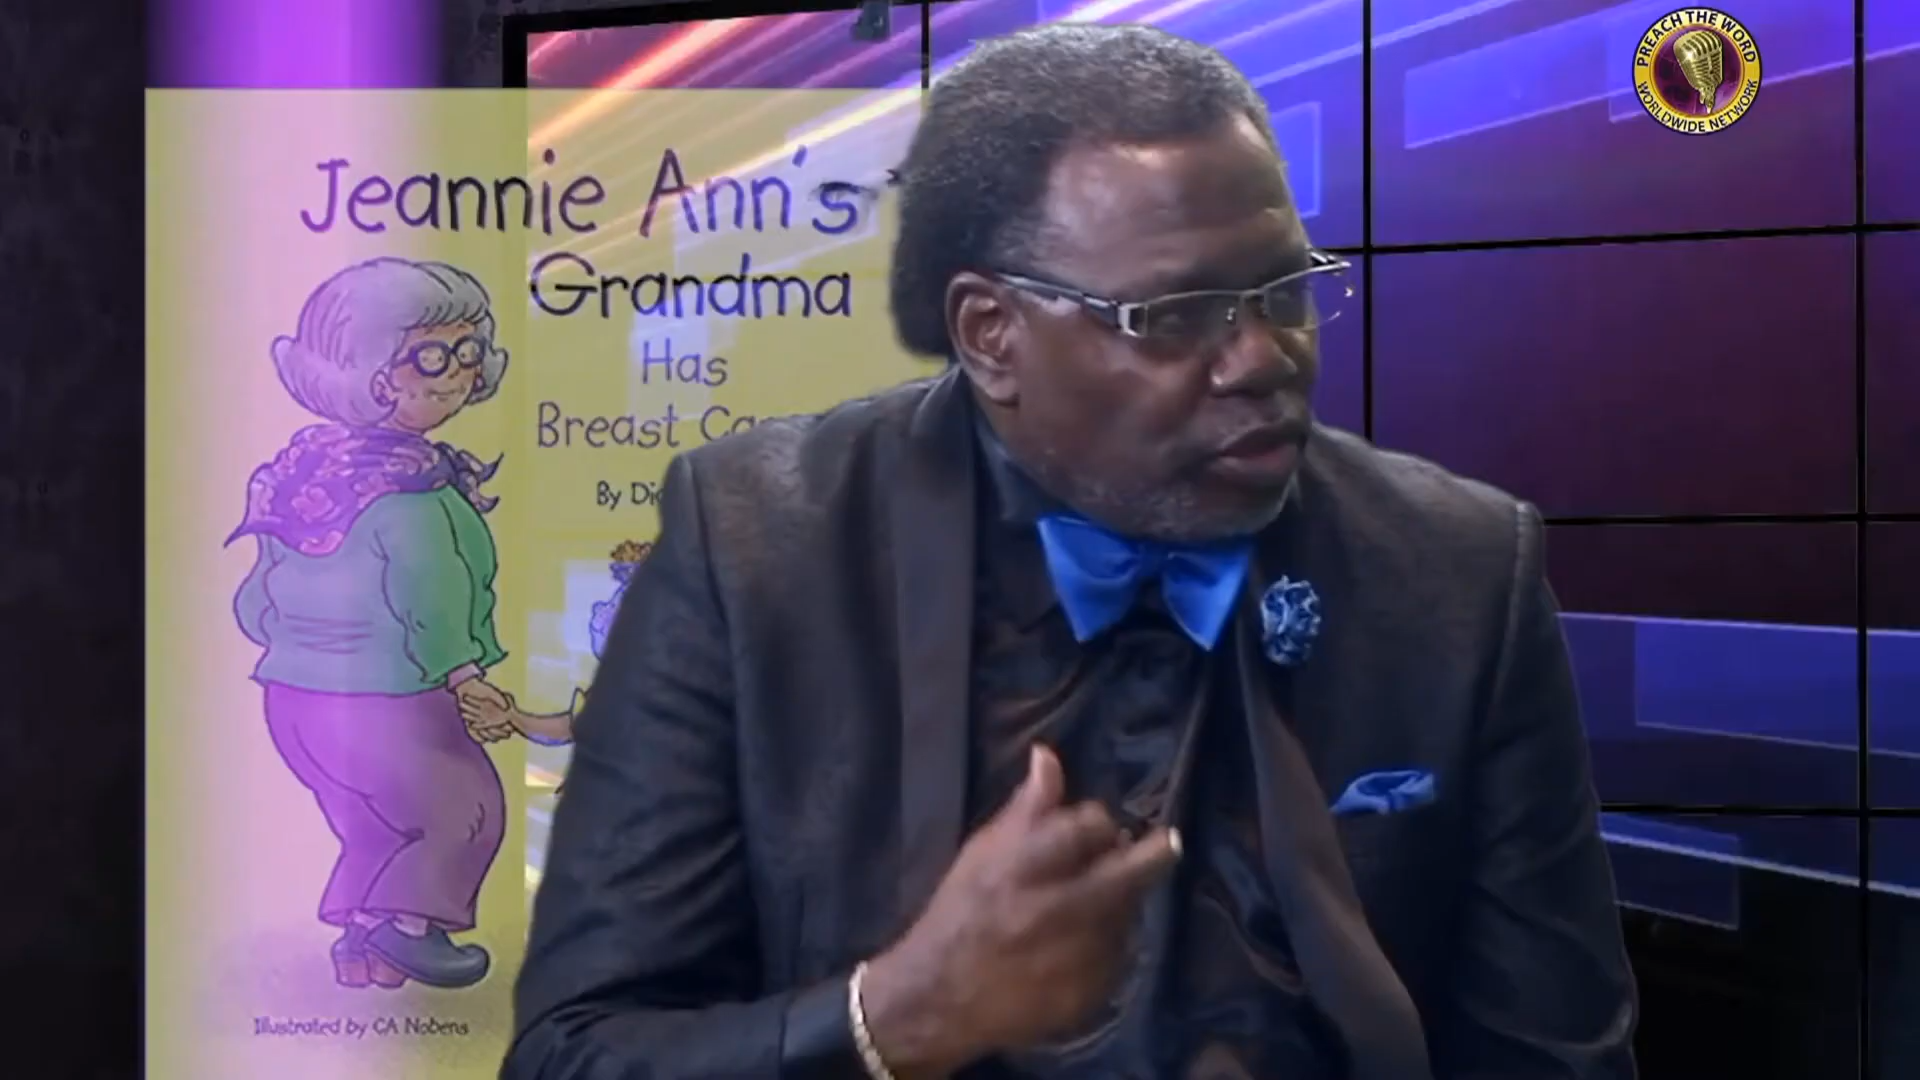 PREACH THE WORD
WORLDWIDE NETWORK
Jeannie Ann's
Grandma
Has
Breast
By
Illustrated by CA Nobens